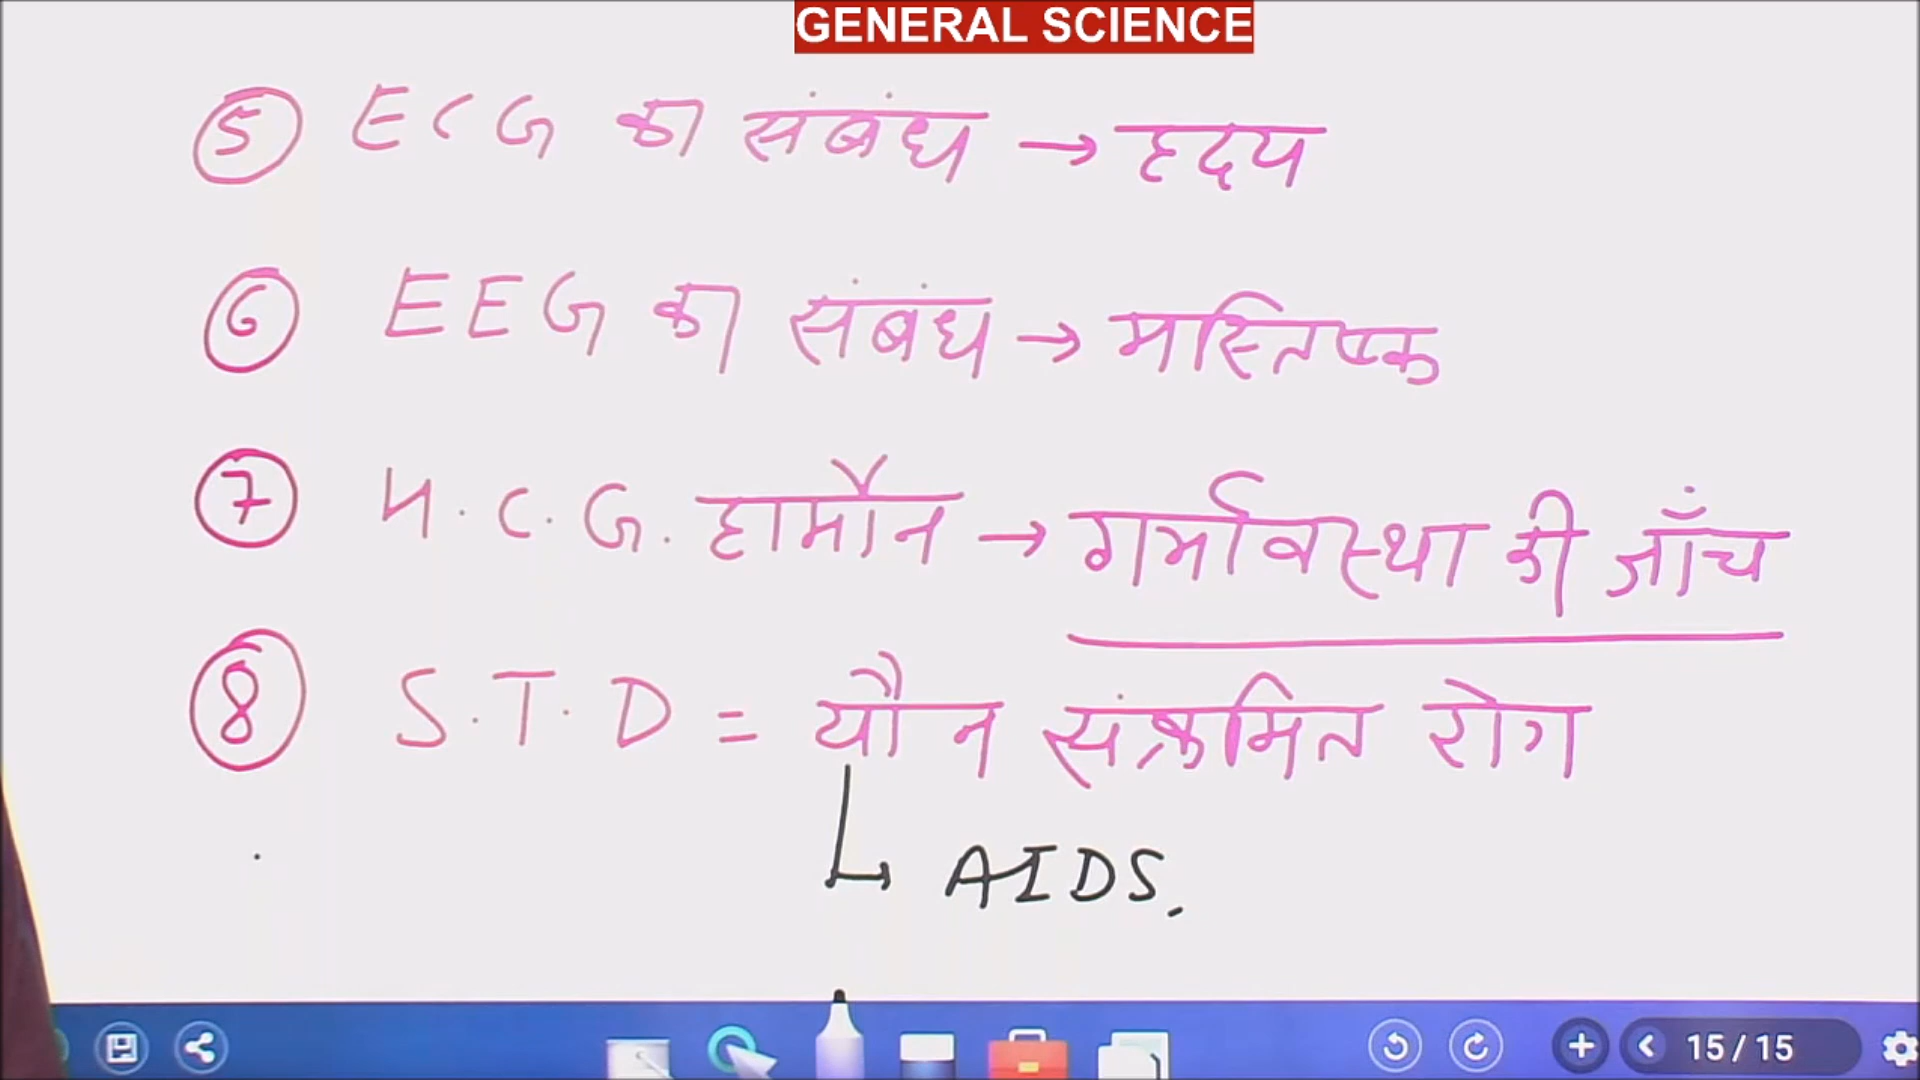 GENERAL SCIENCE
5 ECG का संबंध → हृदय
6 EEG का संबंध → मस्तिष्क
7 H.C.G. हार्मोन → गर्भावस्था की जाँच
8 S.T.D = यौन संक्रमित रोग
↳ AIDS.
15/15